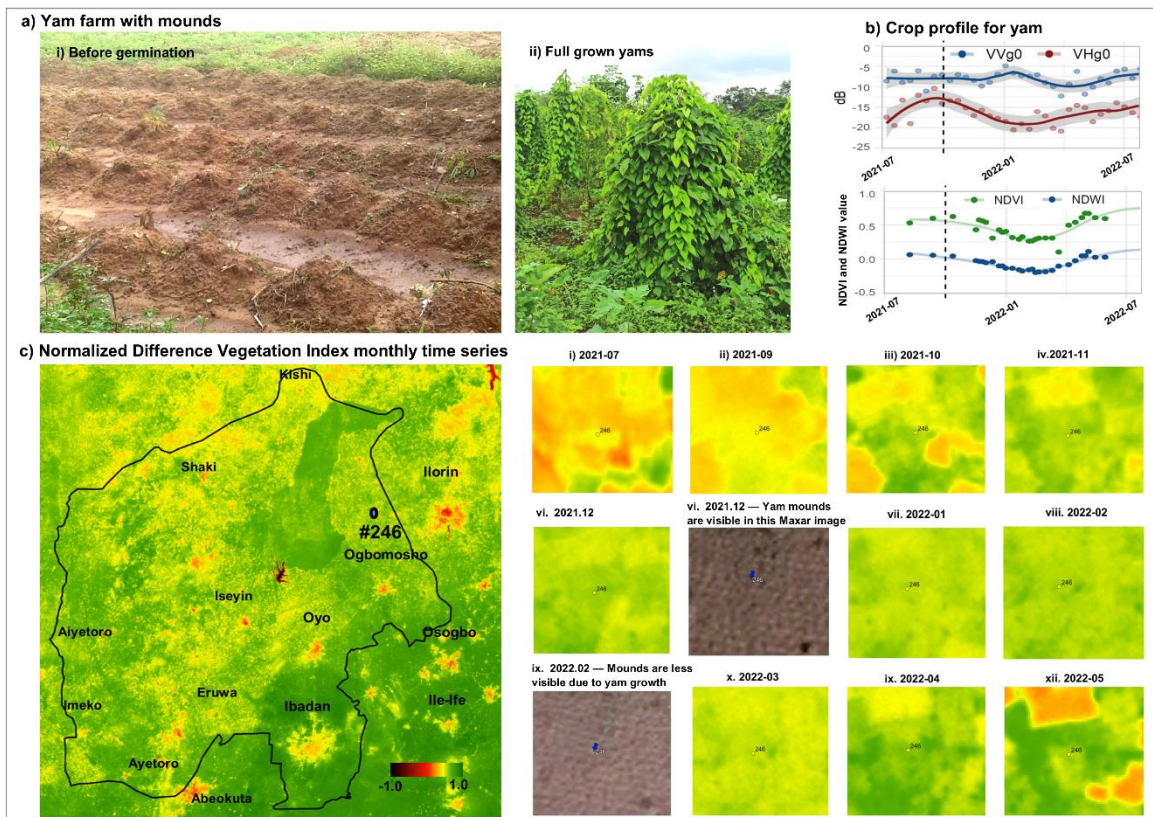 a) Yam farm with mounds
i) Before germination
ii) Full grown yams
b) Crop profile for yam
VVg0 VHg0
0
-5
-10
-15
-20
-25
dB
2021-07 2022-01 2022-07
NDVI NDWI
1.0
0.5
0.0
-0.5
NDVI and NDWI value
2021-07 2022-01 2022-07
c) Normalized Difference Vegetation Index monthly time series
Kishi
Shaki
Ilorin
#246
Ogbomosho
Iseyin
Oyo
Aiyetoro
Osogbo
Imeko
Eruwa
Ibadan
Ile-Ife
Ayetoro
Abeokuta
-1.0 1.0
i) 2021-07
246
ii) 2021-09
246
iii) 2021-10
246
iv.2021-11
246
vi. 2021.12
246
vi. 2021.12 — Yam mounds
are visible in this Maxar image
246
vii. 2022-01
246
viii. 2022-02
246
ix. 2022.02 — Mounds are less
visible due to yam growth
x. 2022-03
246
ix. 2022-04
246
xii. 2022-05
246